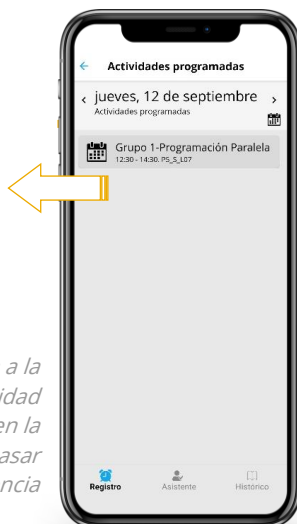 Actividades programadas
jueves, 12 de septiembre
Actividades programadas
Grupo 1-Programación Paralela
12:30 - 14:30. PS_S_L07
a la
idad
en la
asar
ncia
Registro
Asistente
Histórico